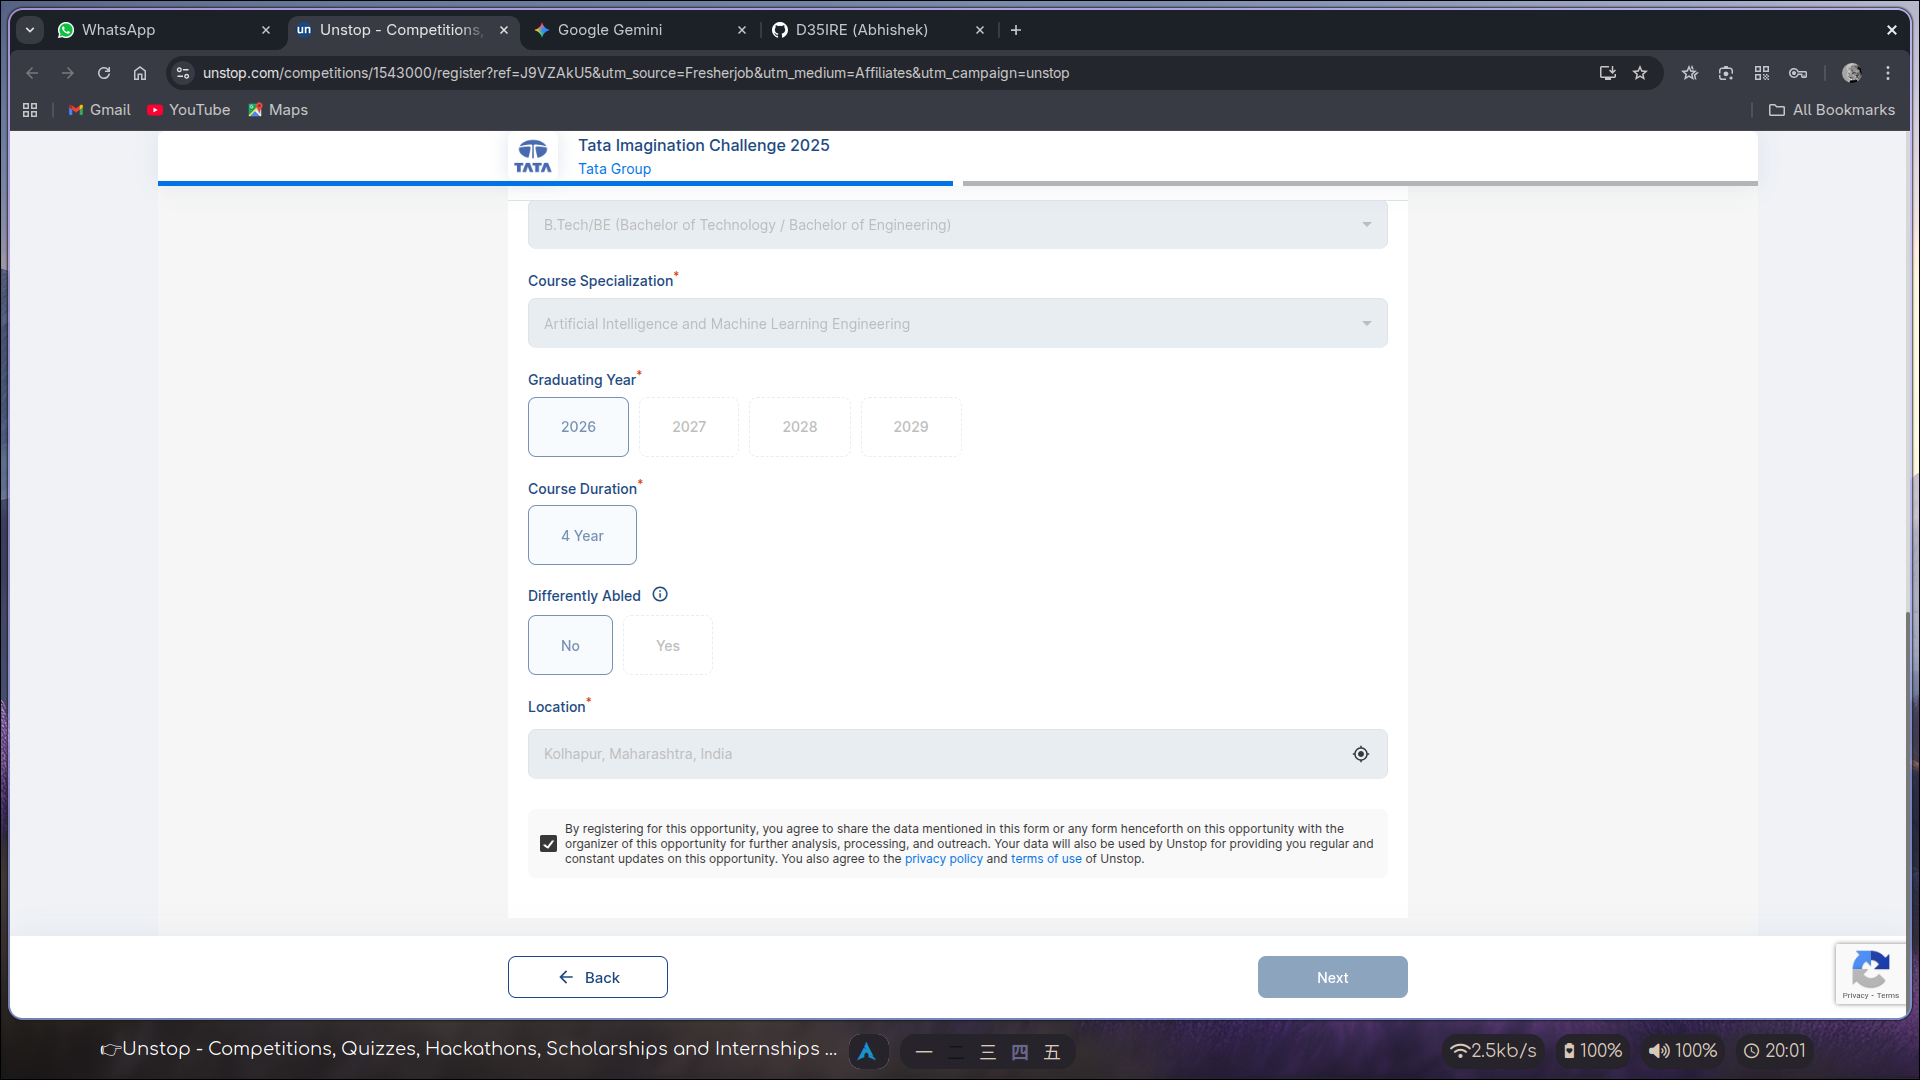 WhatsApp
Unstop - Competitions,
Google Gemini
D35IRE (Abhishek)
unstop.com/competitions/1543000/register?ref=J9VZAkU5&utm_source=Fresherjob&utm_medium=Affiliates&utm_campaign=unstop
Gmail
YouTube
Maps
All Bookmarks
TATA
Tata Imagination Challenge 2025
Tata Group
B.Tech/BE (Bachelor of Technology / Bachelor of Engineering)
Course Specialization*
Artificial Intelligence and Machine Learning Engineering
Graduating Year*
2026
2027
2028
2029
Course Duration*
4 Year
Differently Abled
No
Yes
Location*
Kolhapur, Maharashtra, India
By registering for this opportunity, you agree to share the data mentioned in this form or any form henceforth on this opportunity with the
organizer of this opportunity for further analysis, processing, and outreach. Your data will also be used by Unstop for providing you regular and
constant updates on this opportunity. You also agree to the privacy policy and terms of use of Unstop.
Back
Next
Privacy - Terms
👉Unstop - Competitions, Quizzes, Hackathons, Scholarships and Internships ...
一 二 三 四 五
2.5kb/s
100%
100%
20:01